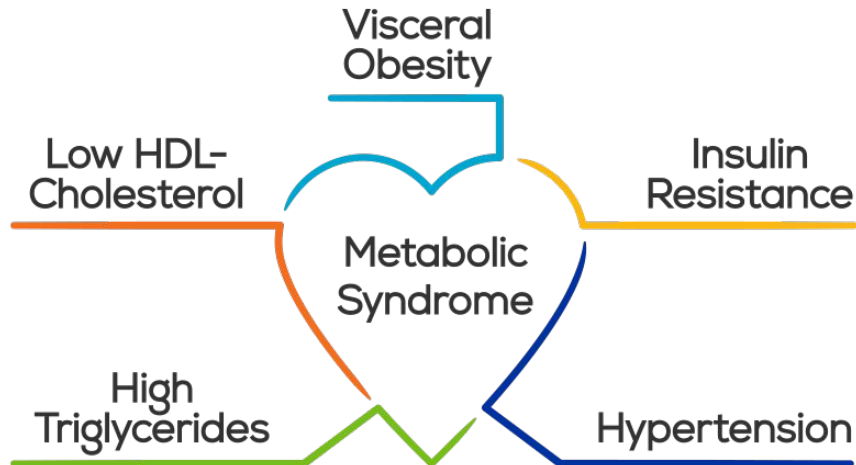 Visceral
Obesity
Low HDL-
Cholesterol
Insulin
Resistance
Metabolic
Syndrome
High
Triglycerides
Hypertension